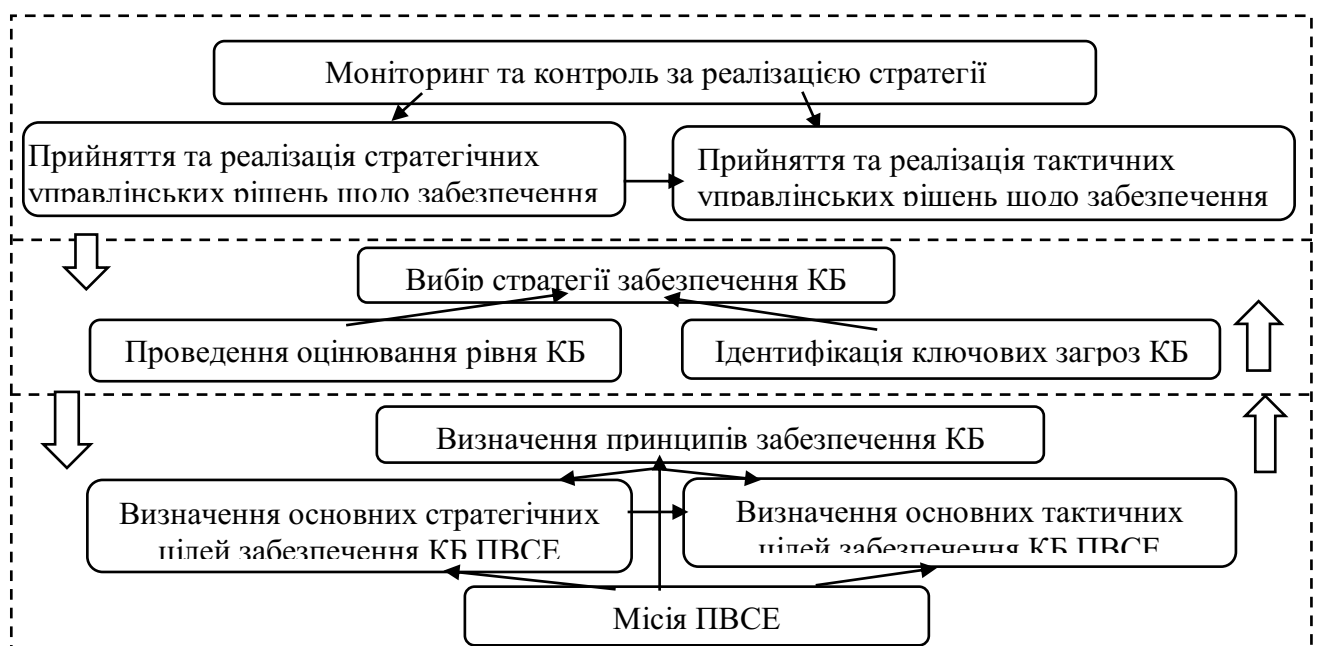 Моніторинг та контроль за реалізацією стратегії
Прийняття та реалізація стратегічних
управлінських рішень щодо забезпечення
Прийняття та реалізація тактичних
управлінських рішень щодо забезпечення
Вибір стратегії забезпечення КБ
Проведення оцінювання рівня КБ
Ідентифікація ключових загроз КБ
Визначення принципів забезпечення КБ
Визначення основних стратегічних
цілей забезпечення КБ ПВСЕ
Визначення основних тактичних
цілей забезпечення КБ ПВСЕ
Місія ПВСЕ